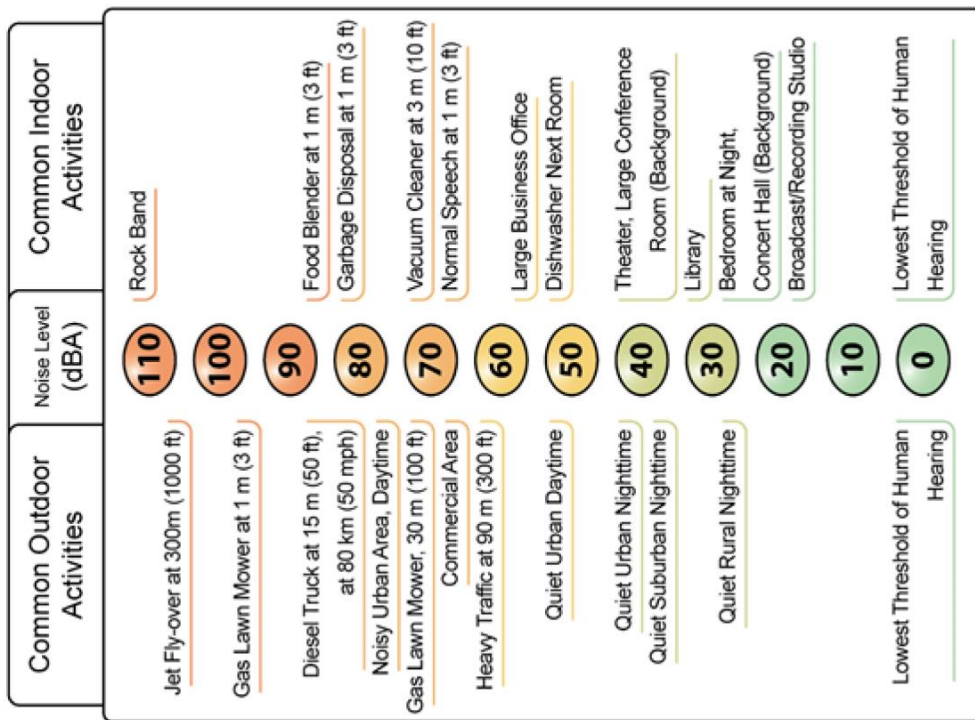 Common Outdoor
Activities
Noise Level
(dBA)
Common Indoor
Activities
110
Rock Band
Jet Fly-over at 300m (1000 ft)
100
Gas Lawn Mower at 1 m (3 ft)
90
Food Blender at 1 m (3 ft)
Diesel Truck at 15 m (50 ft),
at 80 km (50 mph)
80
Garbage Disposal at 1 m (3 ft)
Noisy Urban Area, Daytime
Gas Lawn Mower, 30 m (100 ft)
70
Vacuum Cleaner at 3 m (10 ft)
Commercial Area
Normal Speech at 1 m (3 ft)
Heavy Traffic at 90 m (300 ft)
60
Large Business Office
Quiet Urban Daytime
50
Dishwasher Next Room
Quiet Urban Nighttime
40
Theater, Large Conference
Room (Background)
Quiet Suburban Nighttime
30
Library
Quiet Rural Nighttime
Bedroom at Night,
Concert Hall (Background)
20
Broadcast/Recording Studio
10
Lowest Threshold of Human
Hearing
0
Lowest Threshold of Human
Hearing